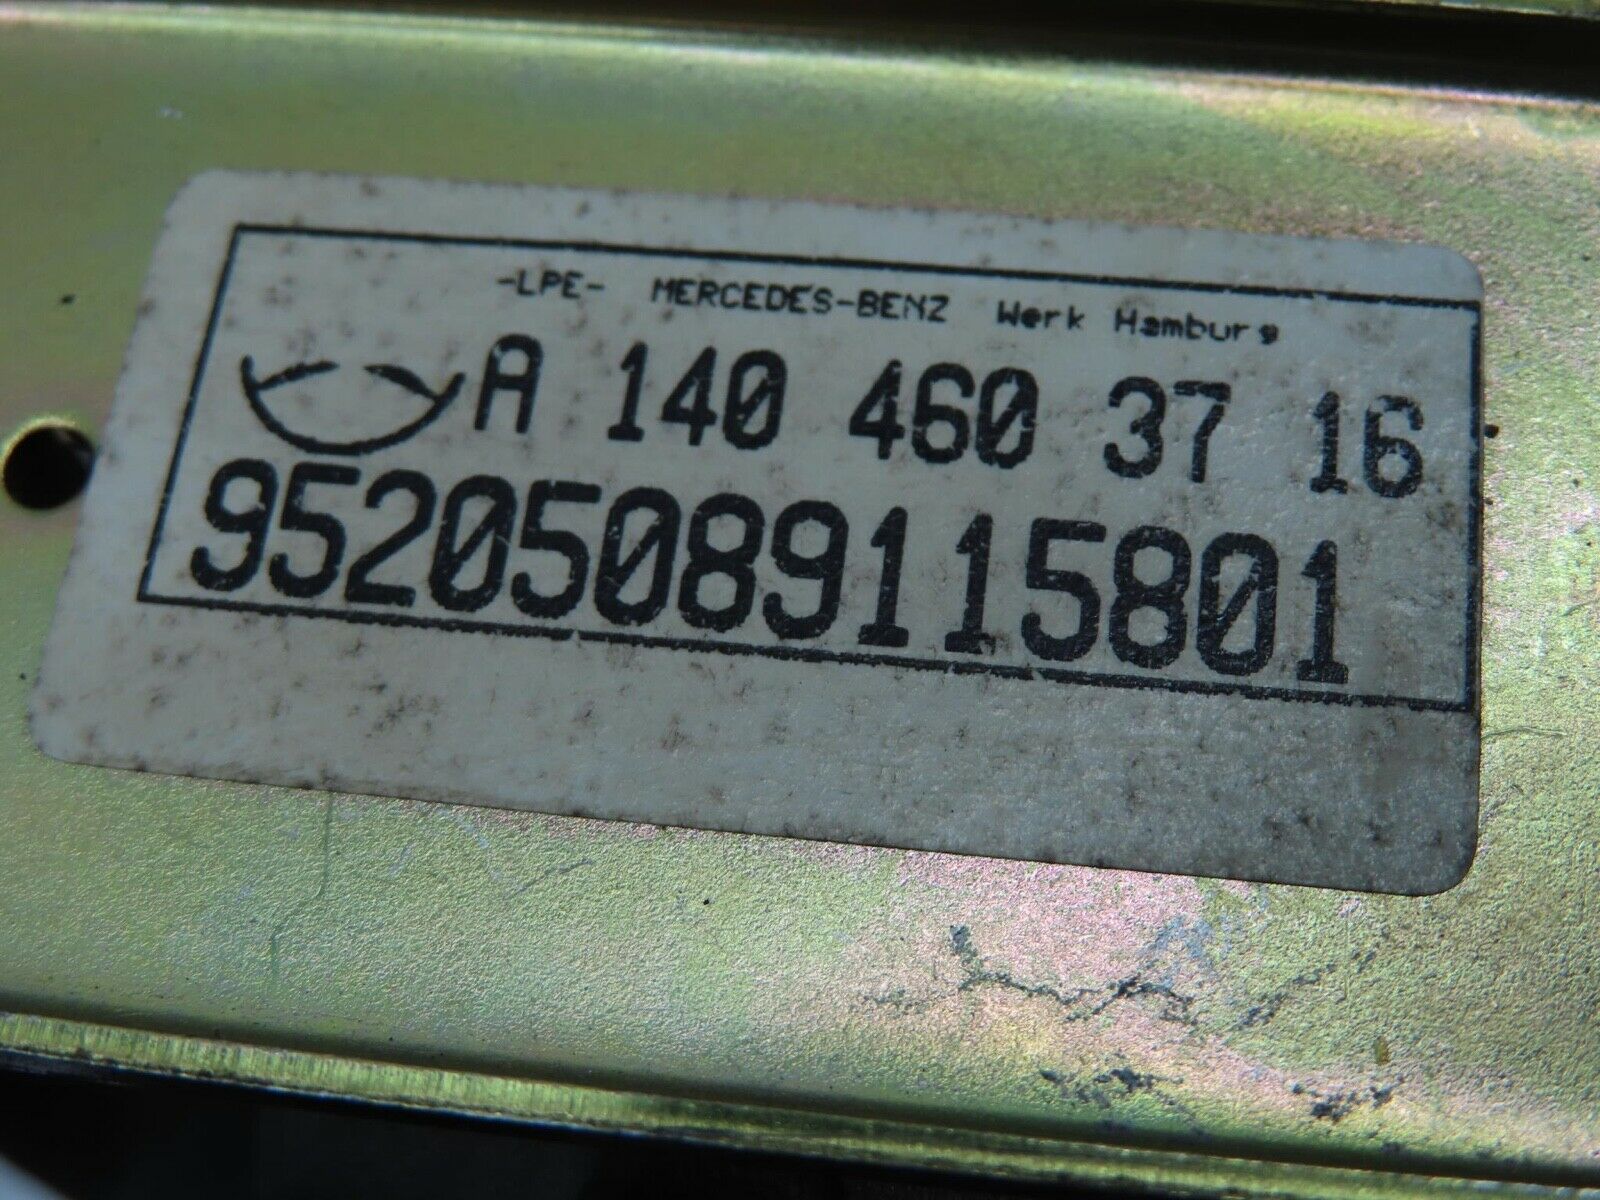 -LPE- MERCEDES-BENZ Werk Hamburg
A 140 460 37 16
95205089115801